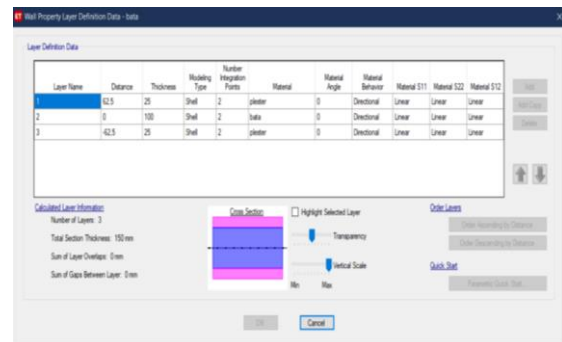 ET Wall Property Layer Definition Data - bata X
Layer Definition Data
Layer Name Distance Thickness Modeling Type Number Integration Points Material Material Angle Material Behavior Material S11 Material S22 Material S12
1 62.5 25 Shell 2 plester 0 Directional Linear Linear Linear
2 0 100 Shell 2 bata 0 Directional Linear Linear Linear
3 -62.5 25 Shell 2 plester 0 Directional Linear Linear Linear
Add
Add Copy
Delete
Calculated Layer Information
Number of Layers: 3
Total Section Thickness: 150 mm
Sum of Layer Overlaps: 0 mm
Sum of Gaps Between Layer: 0 mm
Cross Section
Highlight Selected Layer
Transparency
Vertical Scale
Min Max
Order Layers
Order Ascending by Distance
Order Descending by Distance
Quick Start
Parametric Quick Start...
OK Cancel